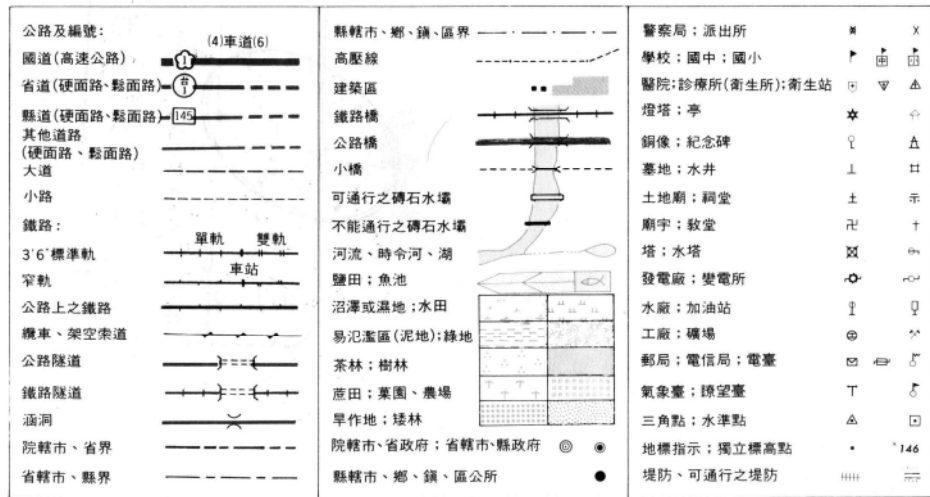 公路及編號:
(4)車道(6)
國道(高速公路) 1
省道(硬面路、鬆面路) 台1
縣道(硬面路、鬆面路) 145
其他道路
(硬面路、鬆面路)
大道
小路
鐵路:
單軌 雙軌
3'6"標準軌
車站
窄軌
公路上之鐵路
纜車、架空索道
公路隧道
鐵路隧道
涵洞
院轄市、省界
省轄市、縣界
縣轄市、鄉、鎮、區界
高壓線
建築區
鐵路橋
公路橋
小橋
可通行之磚石水壩
不能通行之磚石水壩
河流、時令河、湖
鹽田;魚池
沼澤或濕地;水田
易氾濫區(泥地);綠地
茶林;樹林
蔗田;菓園、農場
旱作地;矮林
院轄市、省政府;省轄市、縣政府
縣轄市、鄉、鎮、區公所
警察局;派出所
學校;國中;國小 中 小
醫院;診療所(衛生所);衛生站
燈塔;亭
銅像;紀念碑
墓地;水井
土地廟;祠堂
廟宇;敎堂
塔;水塔
發電廠;變電所
水廠;加油站
工廠;礦場
郵局;電信局;電臺
氣象臺;瞭望臺
三角點;水準點
地標指示;獨立標高點 146
堤防、可通行之堤防